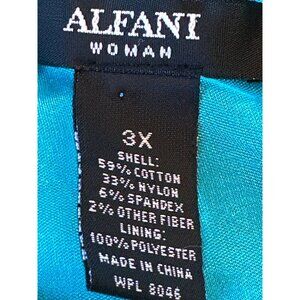 ALFANI
WOMAN
3X
SHELL:
59% COTTON
33% NYLON
6% SPANDEX
2% OTHER FIBER
LINING:
100% POLYESTER
MADE IN CHINA
WPL 8046